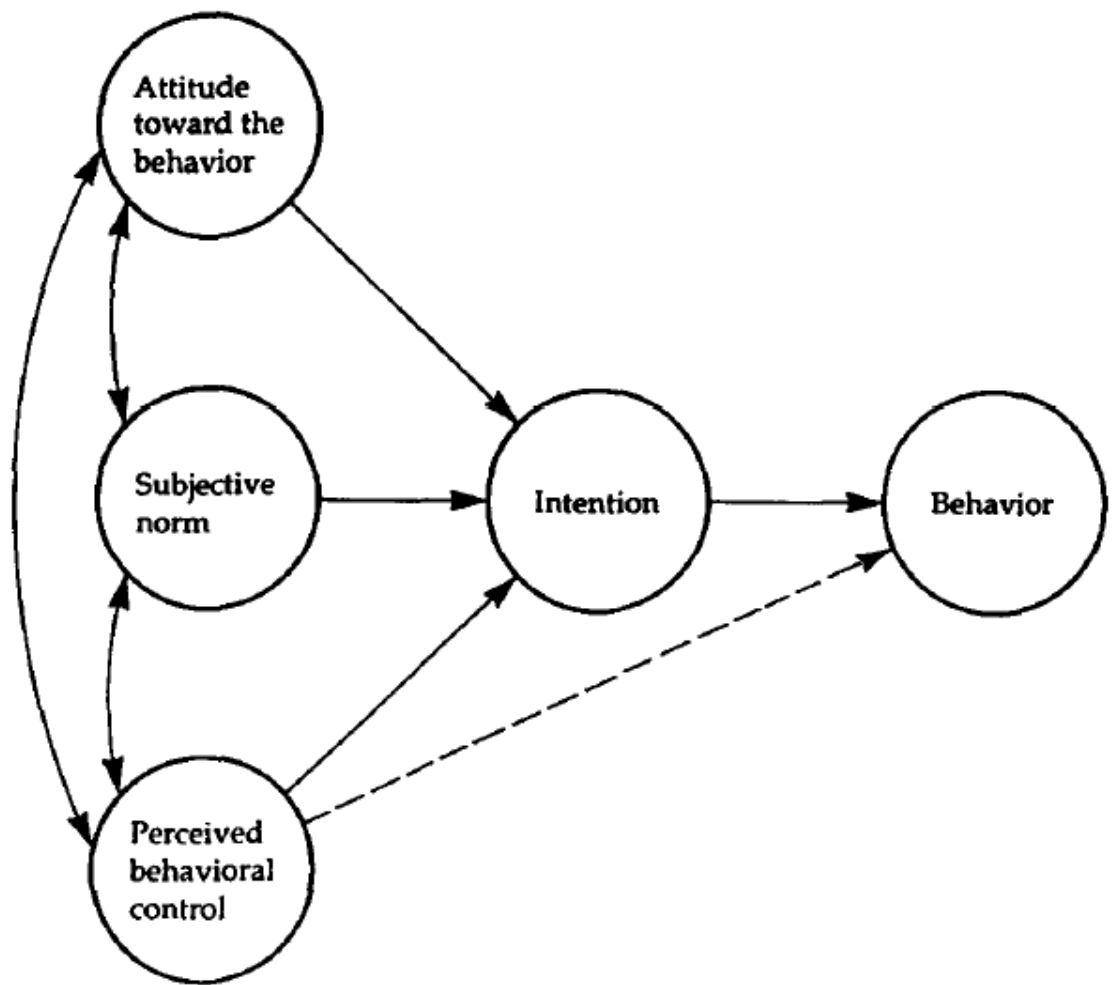 Attitude
toward the
behavior
Subjective
norm
Intention
Behavior
Perceived
behavioral
control